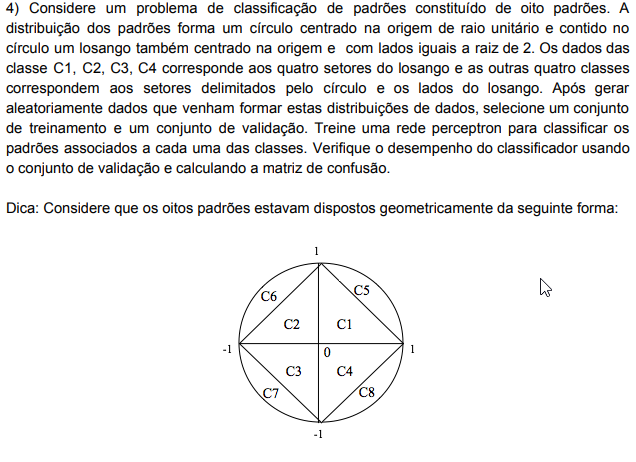 4) Considere um problema de classificação de padrões constituído de oito padrões. A
distribuição dos padrões forma um círculo centrado na origem de raio unitário e contido no
círculo um losango também centrado na origem e com lados iguais a raiz de 2. Os dados das
classe C1, C2, C3, C4 corresponde aos quatro setores do losango e as outras quatro classes
correspondem aos setores delimitados pelo círculo e os lados do losango. Após gerar
aleatoriamente dados que venham formar estas distribuições de dados, selecione um conjunto
de treinamento e um conjunto de validação. Treine uma rede perceptron para classificar os
padrões associados a cada uma das classes. Verifique o desempenho do classificador usando
o conjunto de validação e calculando a matriz de confusão.
Dica: Considere que os oitos padrões estavam dispostos geometricamente da seguinte forma:
1
C6 C5
C2 C1
-1 0 1
C3 C4
C7 C8
-1